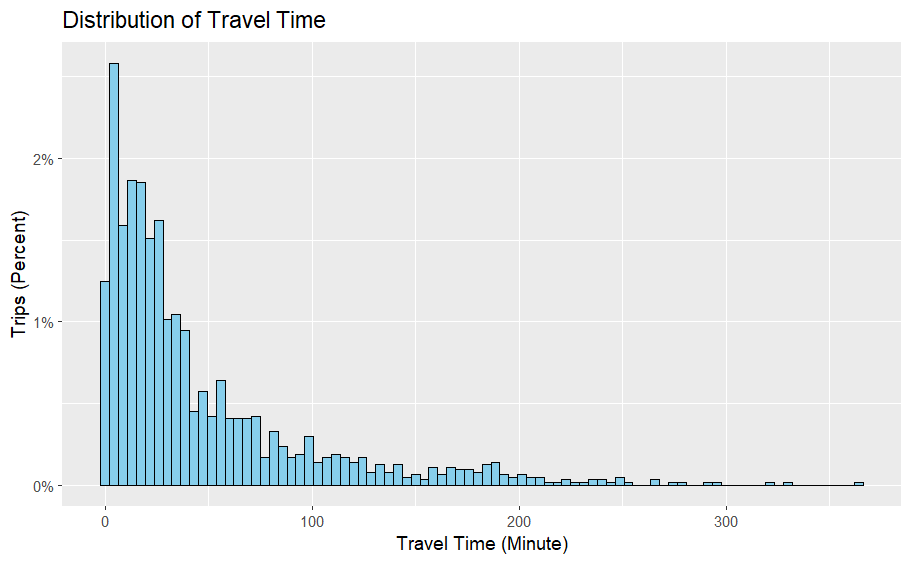 Distribution of Travel Time
2%
1%
0%
Trips (Percent)
0 100 200 300
Travel Time (Minute)